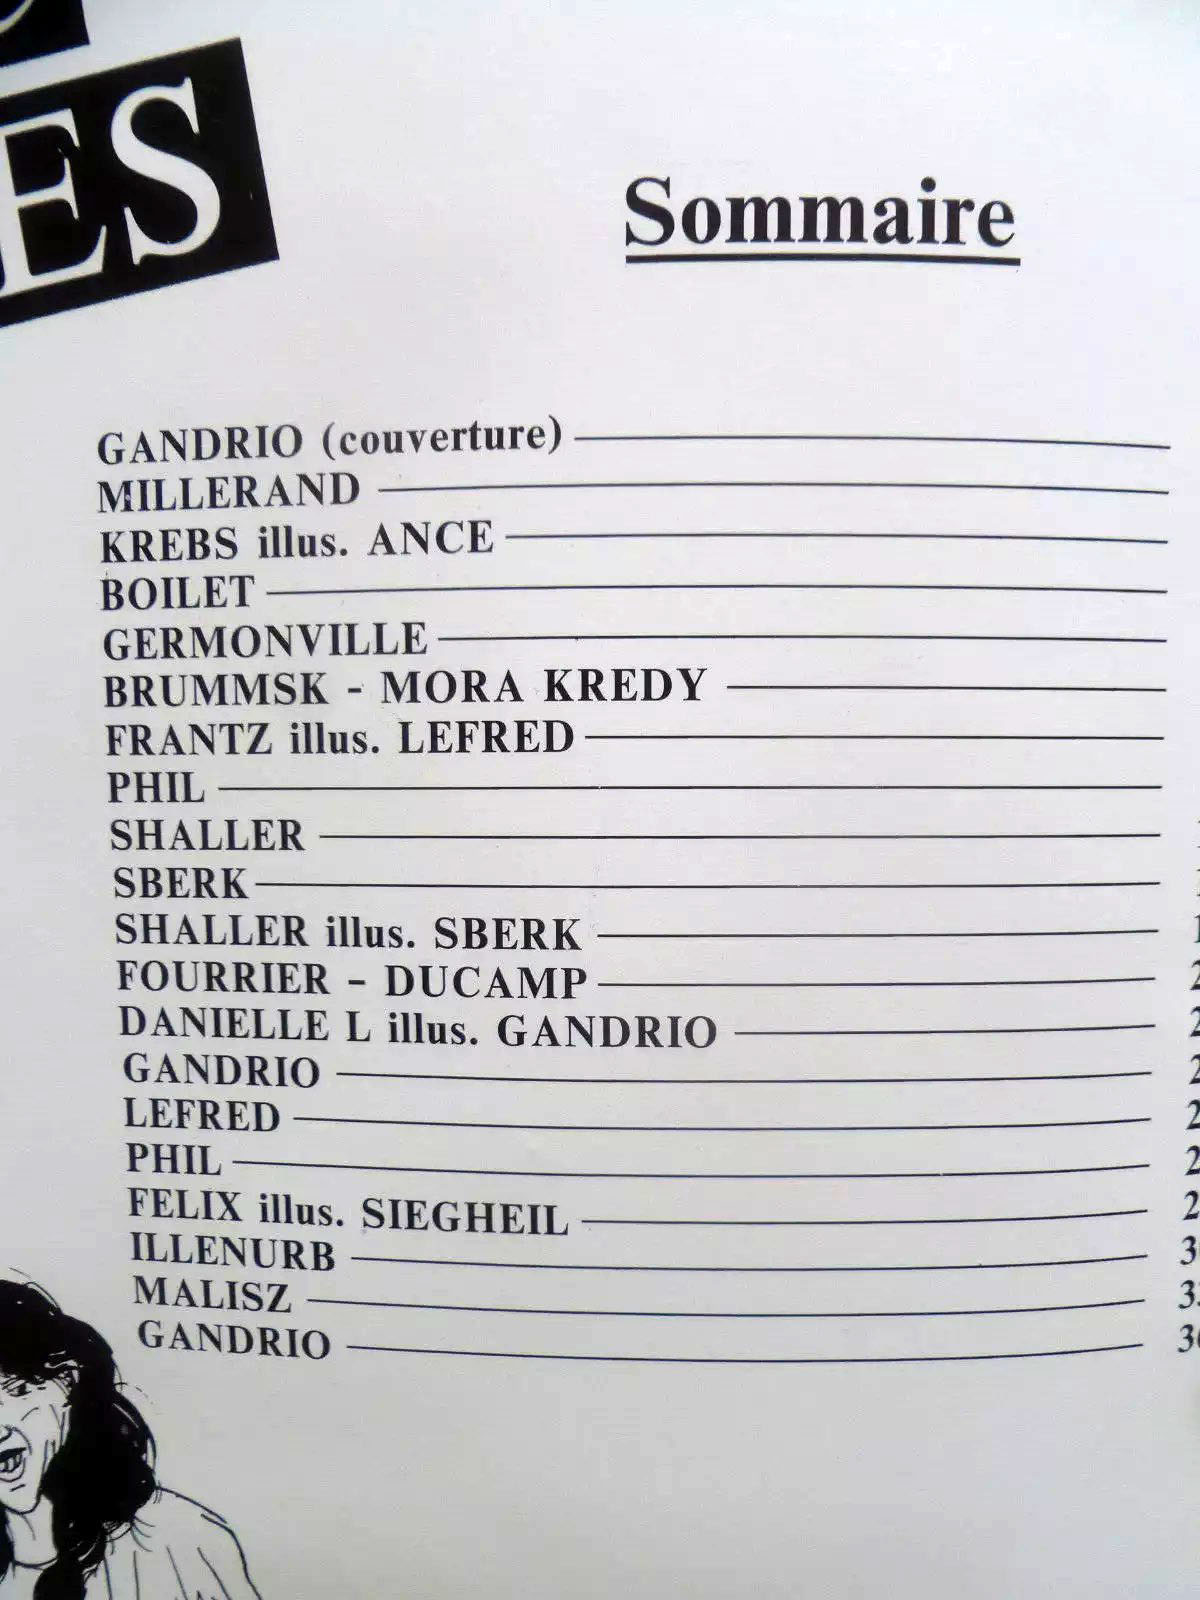 ES
Sommaire
GANDRIO (couverture)
MILLERAND
KREBS illus. ANCE
BOILET
GERMONVILLE
BRUMMSK - MORA KREDY
FRANTZ illus. LEFRED
PHIL
SHALLER
SBERK
SHALLER illus. SBERK
FOURRIER - DUCAMP
DANIELLE L illus. GANDRIO
GANDRIO
LEFRED
PHIL
FELIX illus. SIEGHEIL
ILLENURB
MALISZ
GANDRIO